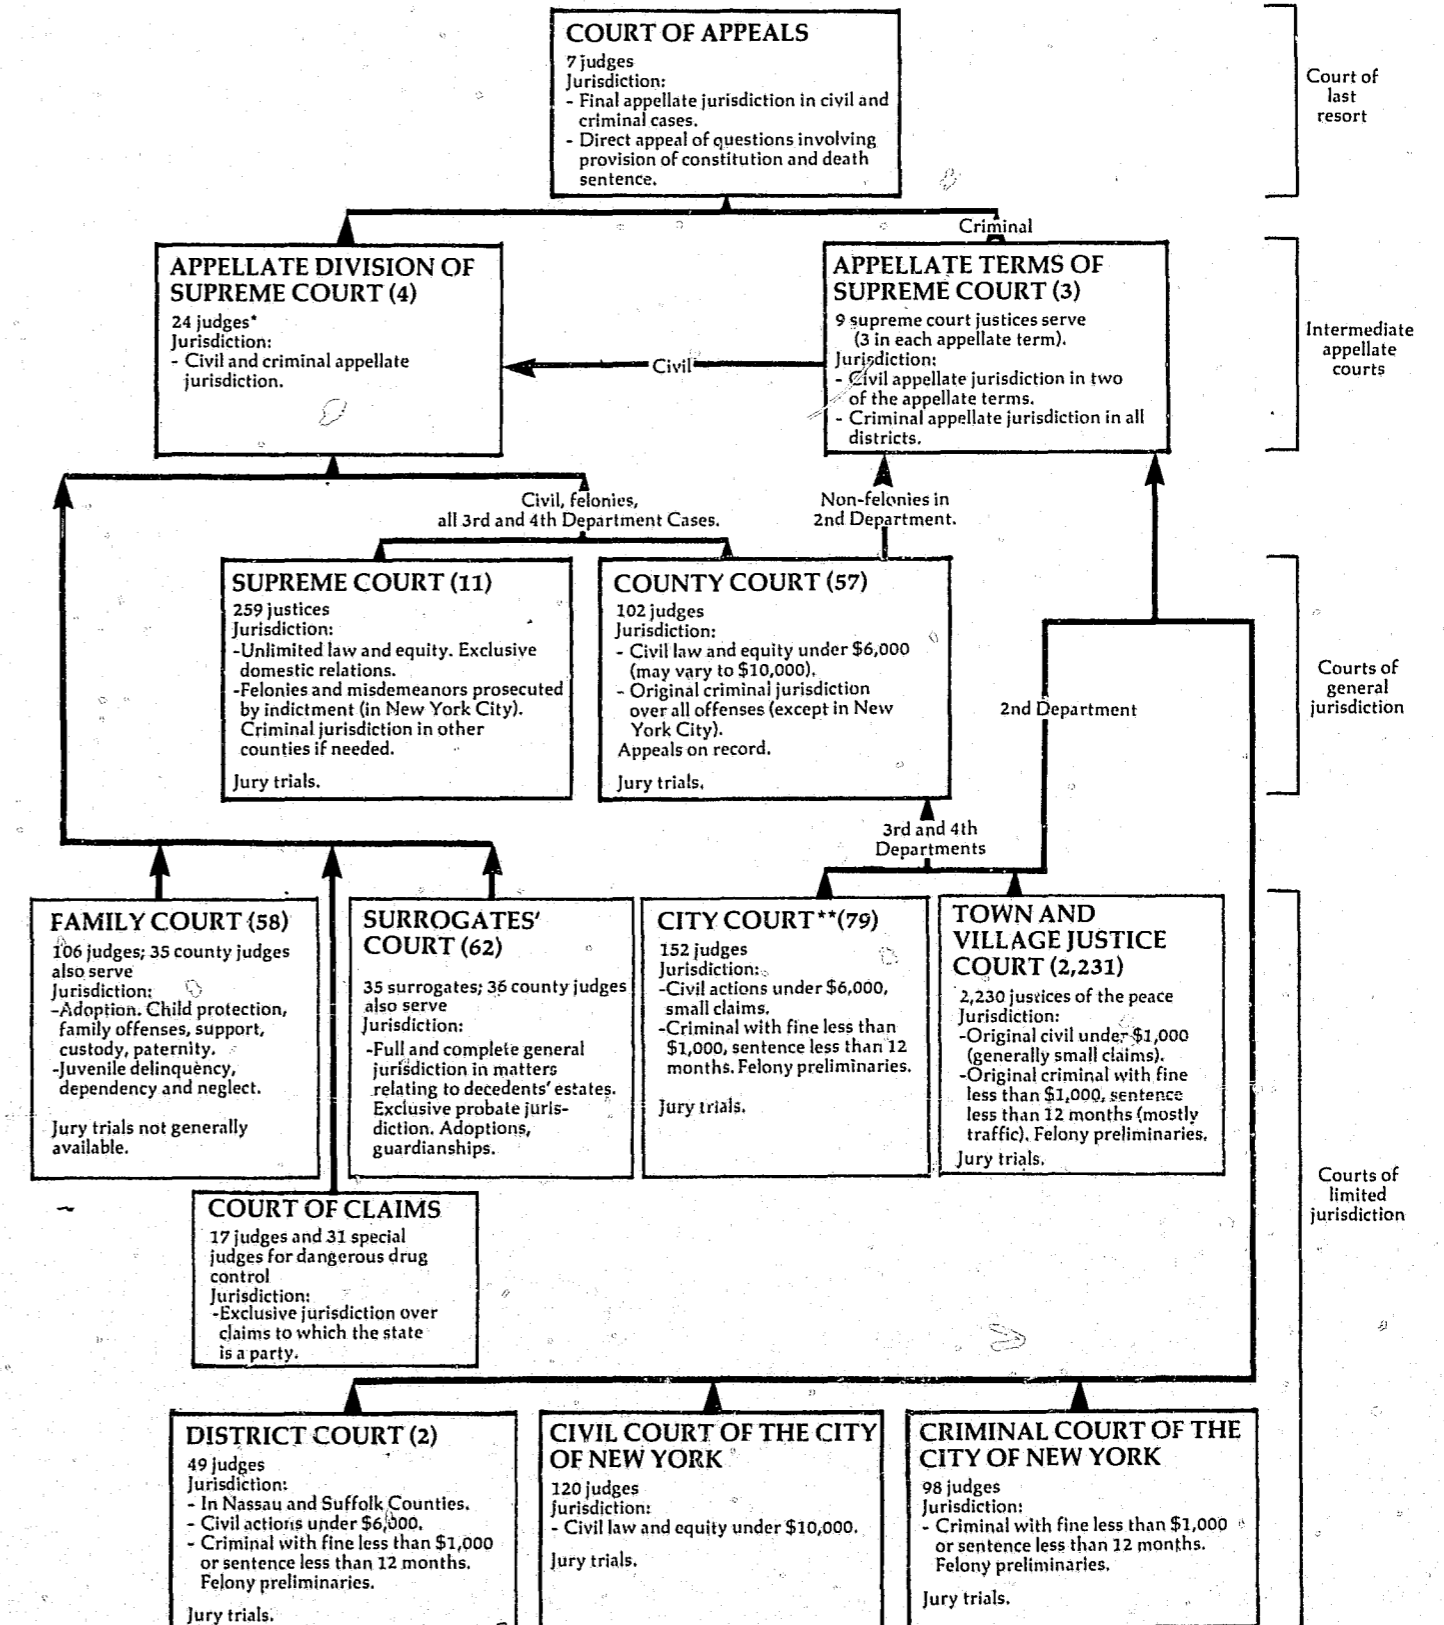 COURT OF APPEALS
7 judges
Jurisdiction:
- Final appellate jurisdiction in civil and
criminal cases.
- Direct appeal of questions involving
provision of constitution and death
sentence.
Court of
last
resort
Criminal
APPELLATE DIVISION OF
SUPREME COURT (4)
24 judges*
Jurisdiction:
- Civil and criminal appellate
jurisdiction.
Civil
APPELLATE TERMS OF
SUPREME COURT (3)
9 supreme court justices serve
(3 in each appellate term).
Jurisdiction:
- Civil appellate jurisdiction in two
of the appellate terms.
- Criminal appellate jurisdiction in all
districts.
Intermediate
appellate
courts
Civil, felonies,
all 3rd and 4th Department Cases.
Non-felonies in
2nd Department.
SUPREME COURT (11)
259 justices
Jurisdiction:
-Unlimited law and equity. Exclusive
domestic relations.
-Felonies and misdemeanors prosecuted
by indictment (in New York City).
Criminal jurisdiction in other
counties if needed.
Jury trials.
COUNTY COURT (57)
102 judges
Jurisdiction:
- Civil law and equity under $6,000
(may vary to $10,000).
- Original criminal jurisdiction
over all offenses (except in New
York City).
Appeals on record.
Jury trials.
2nd Department
Courts of
general
jurisdiction
3rd and 4th
Departments
FAMILY COURT (58)
106 judges; 35 county judges
also serve
Jurisdiction:
-Adoption. Child protection,
family offenses, support,
custody, paternity.
-Juvenile delinquency,
dependency and neglect.
Jury trials not generally
available.
SURROGATES'
COURT (62)
35 surrogates; 36 county judges
also serve
Jurisdiction:
-Full and complete general
jurisdiction in matters
relating to decedents' estates.
Exclusive probate juris-
diction. Adoptions,
guardianships.
CITY COURT**(79)
152 judges
Jurisdiction:
-Civil actions under $6,000,
small claims.
-Criminal with fine less than
$1,000, sentence less than 12
months. Felony preliminaries.
Jury trials.
TOWN AND
VILLAGE JUSTICE
COURT (2,231)
2,230 justices of the peace
Jurisdiction:
-Original civil under $1,000
(generally small claims).
-Original criminal with fine
less than $1,000, sentence
less than 12 months (mostly
traffic). Felony preliminaries.
Jury trials.
Courts of
limited
jurisdiction
COURT OF CLAIMS
17 judges and 31 special
judges for dangerous drug
control
Jurisdiction:
-Exclusive jurisdiction over
claims to which the state
is a party.
DISTRICT COURT (2)
49 judges
Jurisdiction:
- In Nassau and Suffolk Counties.
- Civil actions under $6,000.
- Criminal with fine less than $1,000
or sentence less than 12 months.
Felony preliminaries.
Jury trials.
CIVIL COURT OF THE CITY
OF NEW YORK
120 judges
Jurisdiction:
- Civil law and equity under $10,000.
Jury trials.
CRIMINAL COURT OF THE
CITY OF NEW YORK
98 judges
Jurisdiction:
- Criminal with fine less than $1,000
or sentence less than 12 months.
Felony preliminaries.
Jury trials.